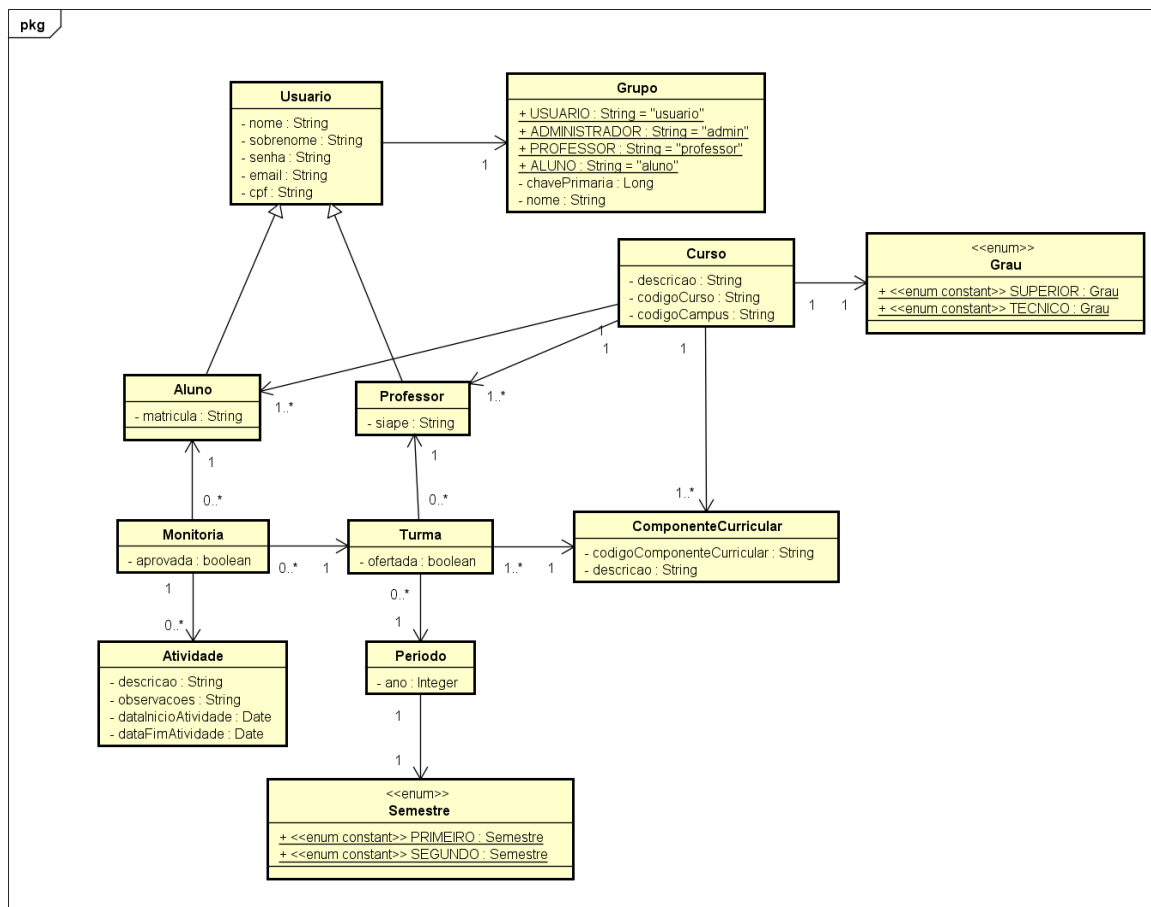 pkg
Usuario
- nome : String
- sobrenome : String
- senha : String
- email : String
- cpf : String
1
Grupo
+ USUARIO : String = "usuario"
+ ADMINISTRADOR : String = "admin"
+ PROFESSOR : String = "professor"
+ ALUNO : String = "aluno"
- chavePrimaria : Long
- nome : String
Curso
- descricao : String
- codigoCurso : String
- codigoCampus : String
1
1
<<enum>>
Grau
+ <<enum constant>> SUPERIOR : Grau
+ <<enum constant>> TECNICO : Grau
1
1
1
Aluno
- matricula : String
1..*
Professor
- siape : String
1..*
1
1
0..*
0..*
1..*
Monitoria
- aprovada : boolean
0..*
1
Turma
- ofertada : boolean
1..*
1
ComponenteCurricular
- codigoComponenteCurricular : String
- descricao : String
1
0..*
0..*
1
Atividade
- descricao : String
- observacoes : String
- dataInicioAtividade : Date
- dataFimAtividade : Date
Periodo
- ano : Integer
1
1
<<enum>>
Semestre
+ <<enum constant>> PRIMEIRO : Semestre
+ <<enum constant>> SEGUNDO : Semestre